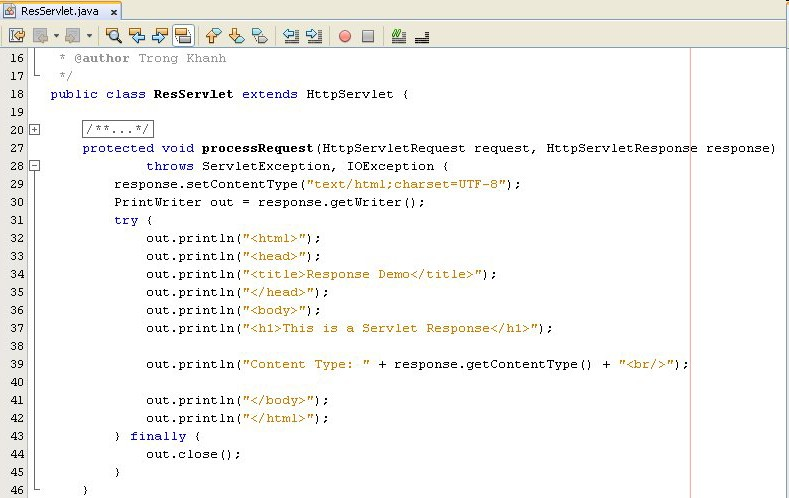 ResServlet.java x
16 * @author Trong Khanh
17 */
18 public class ResServlet extends HttpServlet {
19
20 /**...*/
27 protected void processRequest(HttpServletRequest request, HttpServletResponse response)
28 throws ServletException, IOException {
29 response.setContentType("text/html;charset=UTF-8");
30 PrintWriter out = response.getWriter();
31 try {
32 out.println("<html>");
33 out.println("<head>");
34 out.println("<title>Response Demo</title>");
35 out.println("</head>");
36 out.println("<body>");
37 out.println("<h1>This is a Servlet Response</h1>");
38
39 out.println("Content Type: " + response.getContentType() + "<br/>");
40
41 out.println("</body>");
42 out.println("</html>");
43 } finally {
44 out.close();
45 }
46 }